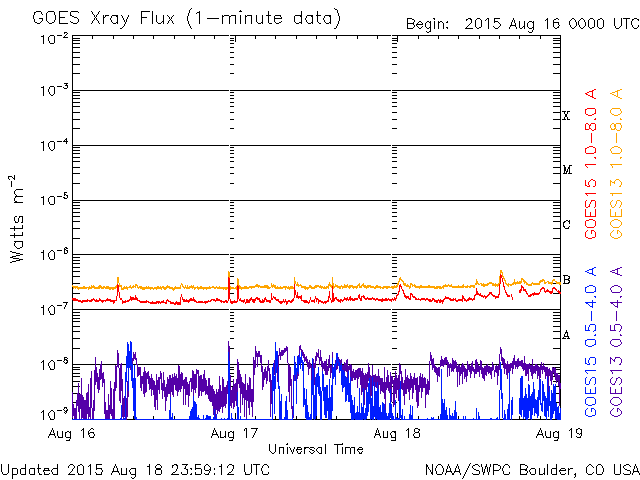 GOES Xray Flux (1-minute data)
Begin: 2015 Aug 16 0000 UTC
10-2
10-3
10-4
10-5
10-6
10-7
10-8
10-9
Watts m-2
X
M
C
B
A
GOES15 1.0-8.0 A
GOES13 1.0-8.0 A
GOES15 0.5-4.0 A
GOES13 0.5-4.0 A
Aug 16
Aug 17
Aug 18
Aug 19
Universal Time
Updated 2015 Aug 18 23:59:12 UTC
NOAA/SWPC Boulder, CO USA